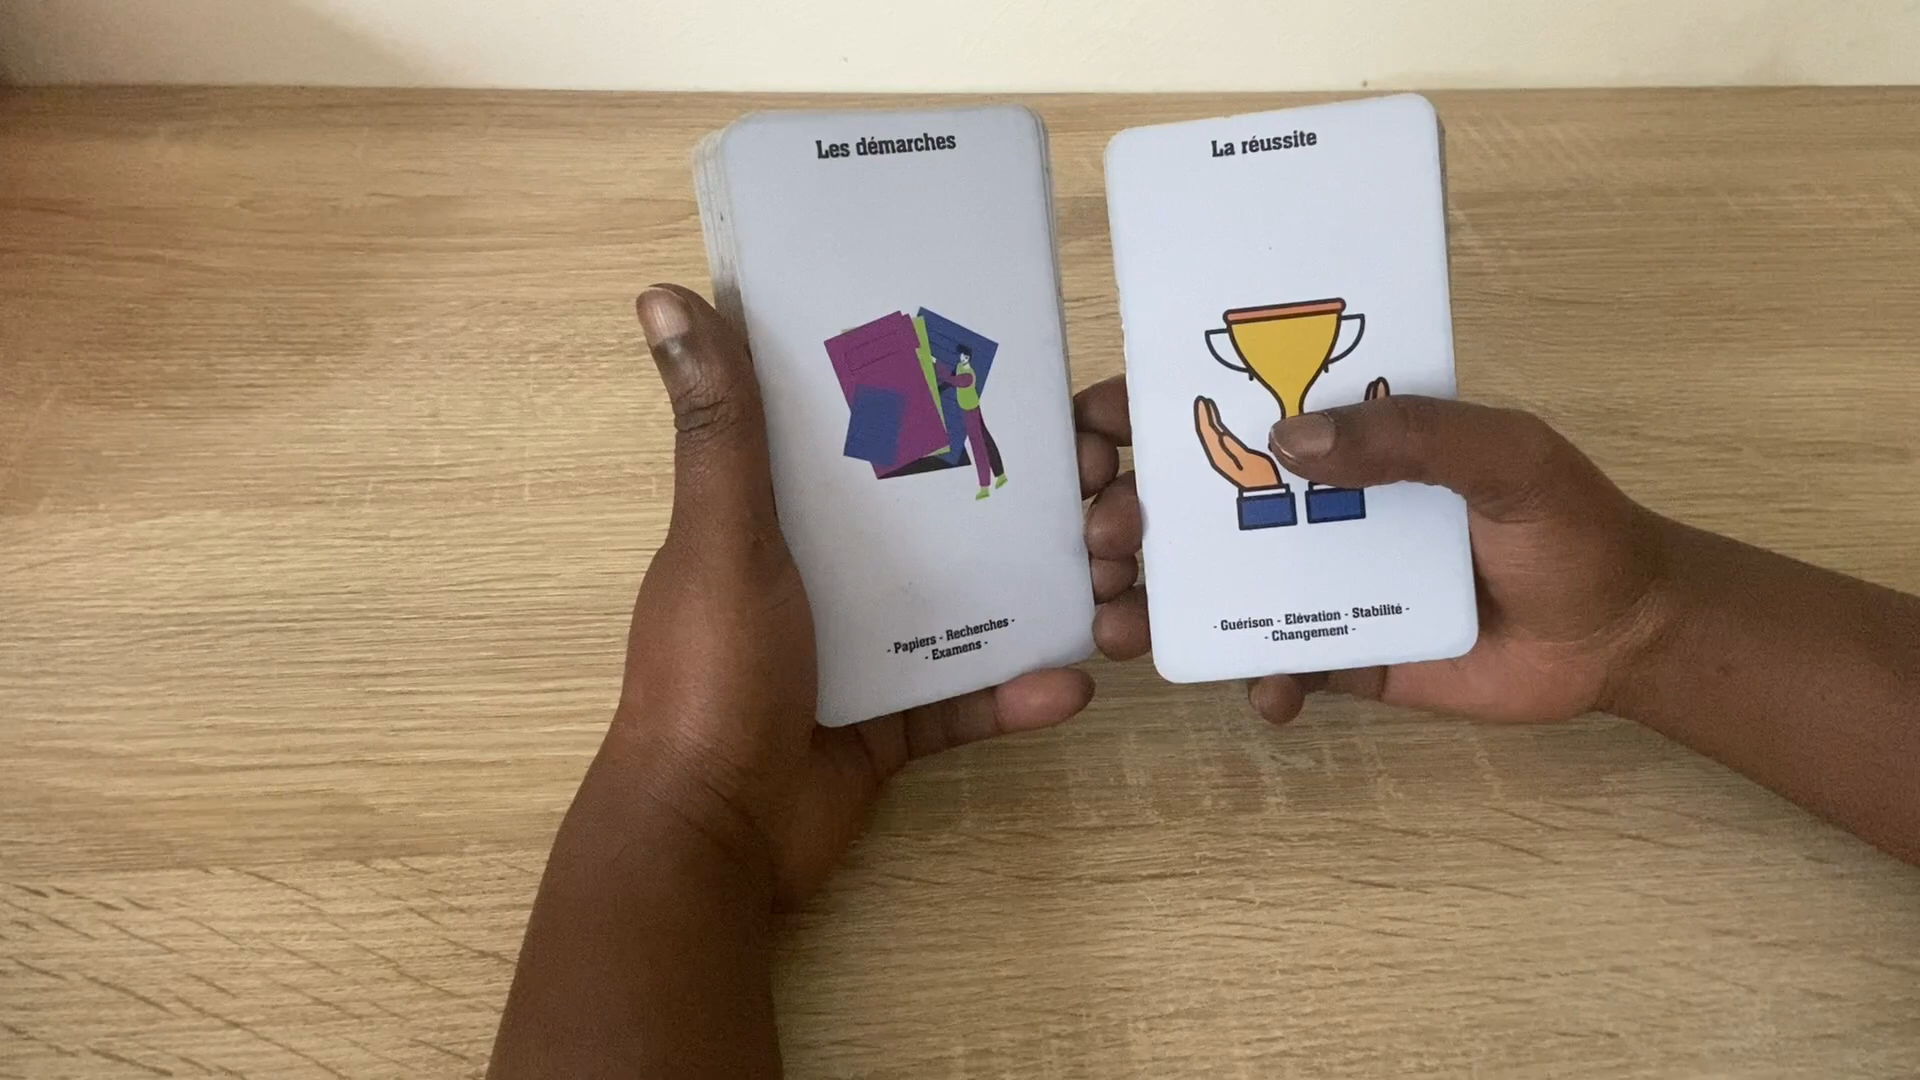 Les démarches
- Papiers - Recherches -
- Examens -
La réussite
- Guérison - Elévation - Stabilité -
- Changement -